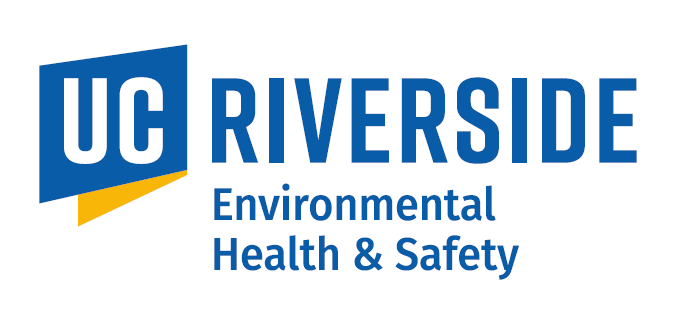 UC RIVERSIDE
Environmental
Health & Safety